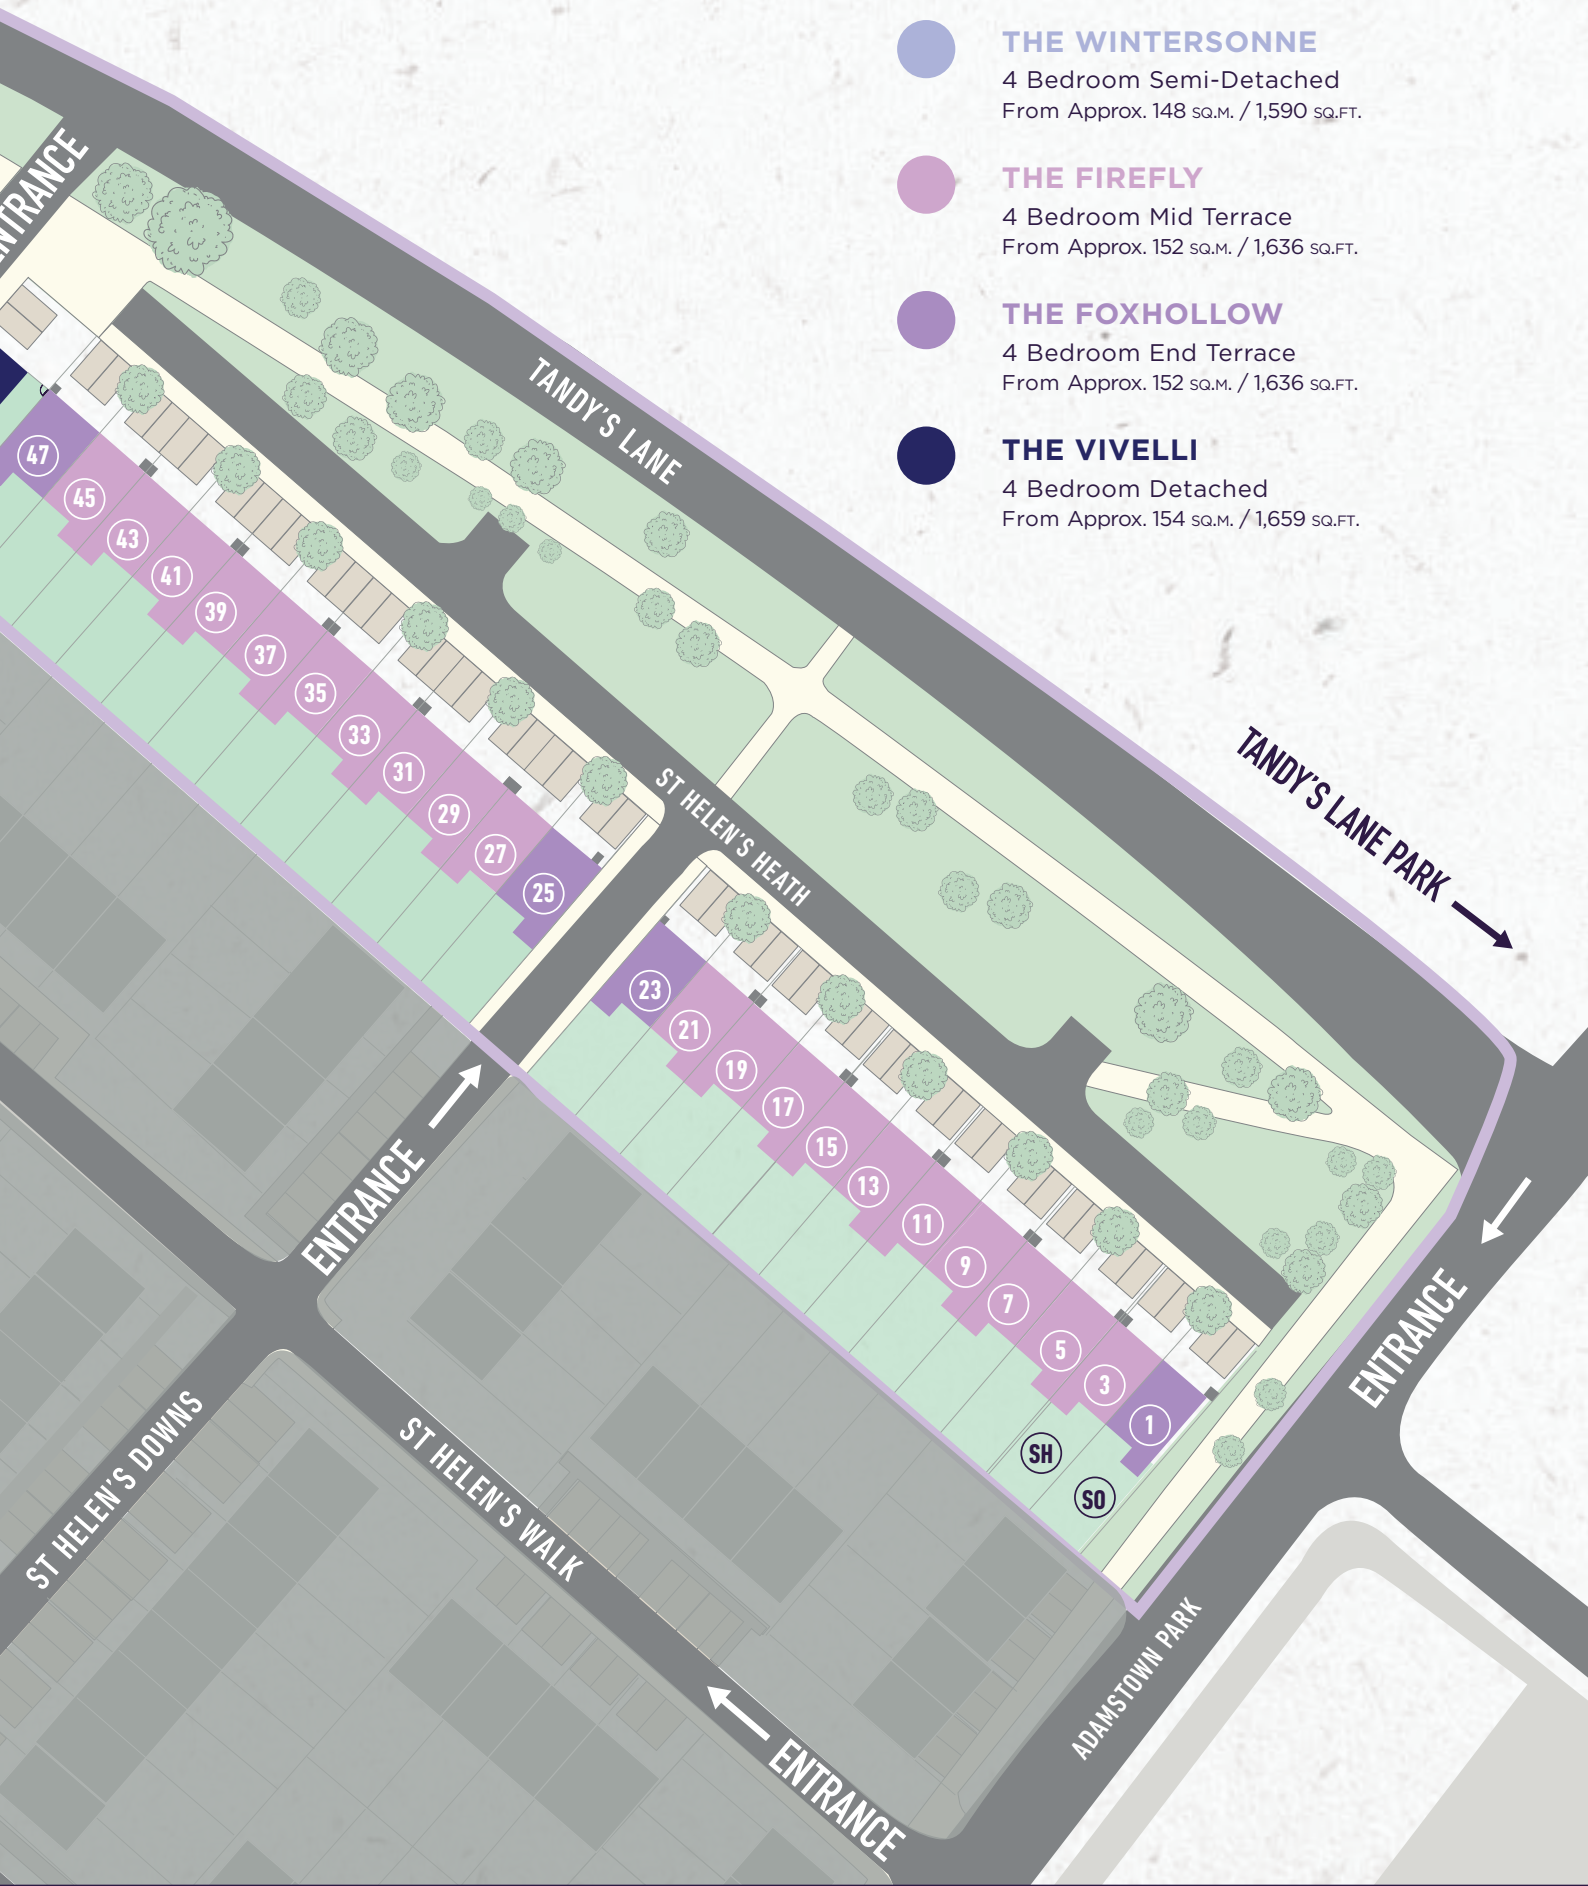 THE WINTERSONNE
4 Bedroom Semi-Detached
From Approx. 148 SQ.M. / 1,590 SQ.FT.
THE FIREFLY
4 Bedroom Mid Terrace
From Approx. 152 SQ.M. / 1,636 SQ.FT.
THE FOXHOLLOW
4 Bedroom End Terrace
From Approx. 152 SQ.M. / 1,636 SQ.FT.
THE VIVELLI
4 Bedroom Detached
From Approx. 154 SQ.M. / 1,659 SQ.FT.
ENTRANCE
TANDY'S LANE
TANDY'S LANE PARK
47
45
43
41
39
37
35
33
31
29
27
25
ST HELEN'S HEATH
23
21
19
17
15
13
11
9
7
5
3
1
SH
SO
ENTRANCE
ENTRANCE
ST HELEN'S DOWNS
ST HELEN'S WALK
ADAMSTOWN PARK
ENTRANCE